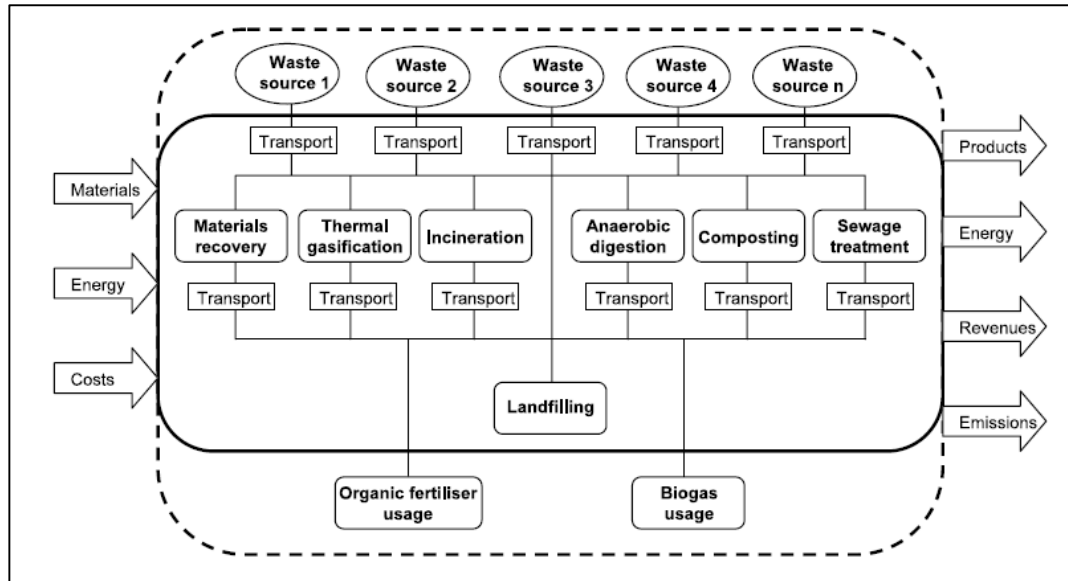 Waste
source 1
Waste
source 2
Waste
source 3
Waste
source 4
Waste
source n
Transport
Transport
Transport
Transport
Transport
Products
Materials
Materials
recovery
Thermal
gasification
Incineration
Anaerobic
digestion
Composting
Sewage
treatment
Energy
Energy
Transport
Transport
Transport
Transport
Transport
Transport
Revenues
Costs
Landfilling
Emissions
Organic fertiliser
usage
Biogas
usage